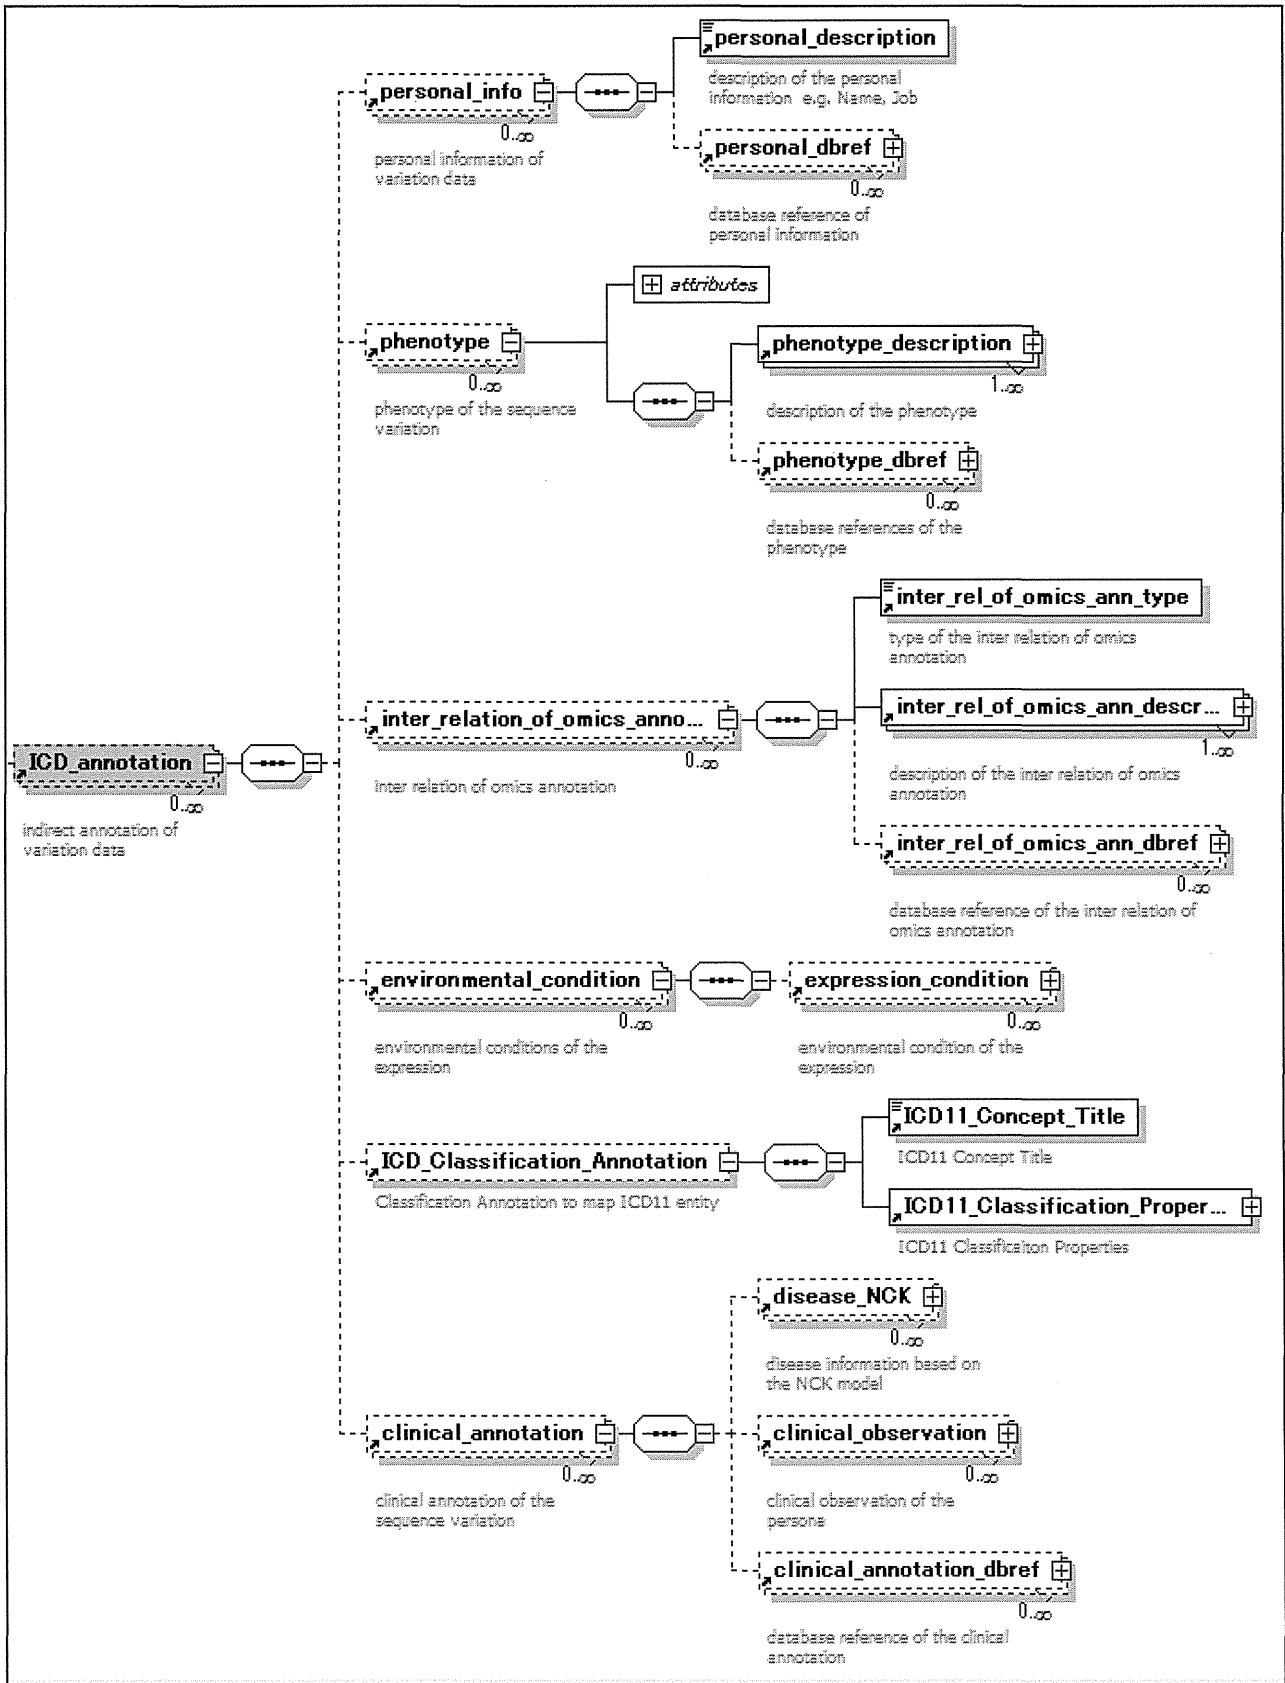 personal_description
description of the personal
information e.g. Name, Job
personal_info
0..∞
personal information of
variation data
personal_dbref
0..∞
database reference of
personal information
attributes
phenotype
0..∞
phenotype of the sequence
variation
phenotype_description
1..∞
description of the phenotype
phenotype_dbref
0..∞
database references of the
phenotype
inter_rel_of_omics_ann_type
type of the inter relation of omics
annotation
inter_relation_of_omics_anno...
0..∞
inter relation of omics annotation
inter_rel_of_omics_ann_descr...
1..∞
description of the inter relation of omics
annotation
ICD_annotation
0..∞
indirect annotation of
variation data
inter_rel_of_omics_ann_dbref
0..∞
database reference of the inter relation of
omics annotation
environmental_condition
0..∞
environmental conditions of the
expression
expression_condition
0..∞
environmental condition of the
expression
ICD11_Concept_Title
ICD11 Concept Title
ICD_Classification_Annotation
Classification Annotation to map ICD11 entity
ICD11_Classification_Proper...
ICD11 Classificaiton Properties
disease_NCK
0..∞
disease information based on
the NCK model
clinical_annotation
0..∞
clinical annotation of the
sequence variation
clinical_observation
0..∞
clinical observation of the
persona
clinical_annotation_dbref
0..∞
database reference of the clinical
annotation